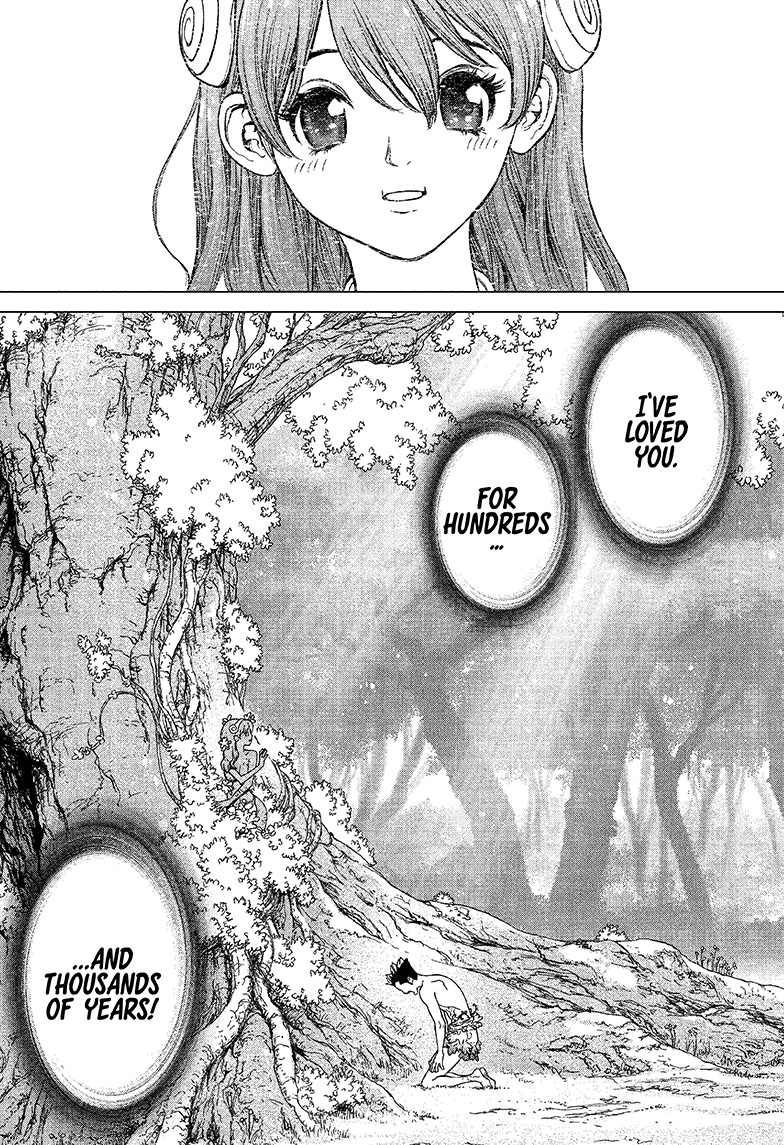 I'VE
LOVED
YOU.
FOR
HUNDREDS
...
...AND
THOUSANDS
OF YEARS!